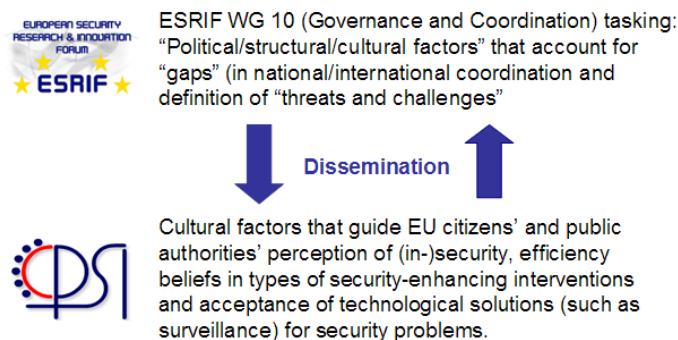 EUROPEAN SECURITY
RESEARCH & INNOVATION
FORUM
ESRIF
ESRIF WG 10 (Governance and Coordination) tasking:
“Political/structural/cultural factors” that account for
“gaps” (in national/international coordination and
definition of “threats and challenges”
Dissemination
CPSI
Cultural factors that guide EU citizens’ and public
authorities’ perception of (in-)security, efficiency
beliefs in types of security-enhancing interventions
and acceptance of technological solutions (such as
surveillance) for security problems.